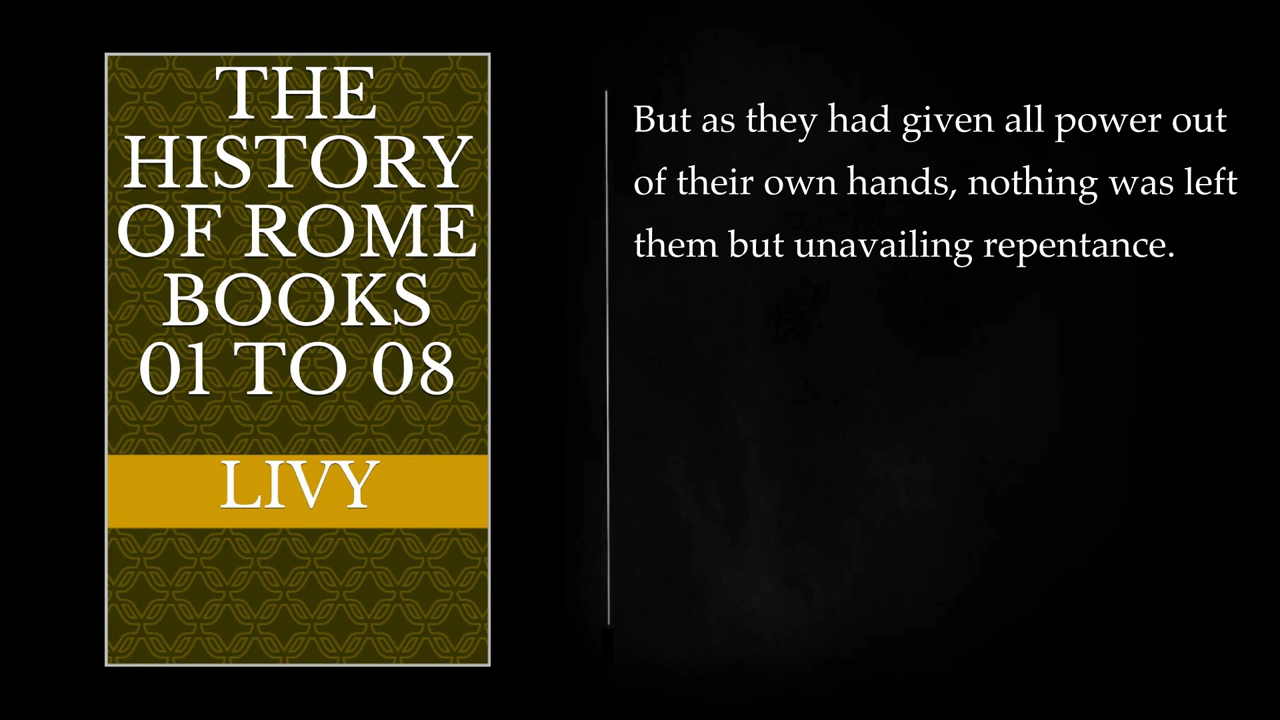 THE
HISTORY
OF ROME
BOOKS
01 TO 08
LIVY
But as they had given all power out
of their own hands, nothing was left
them but unavailing repentance.